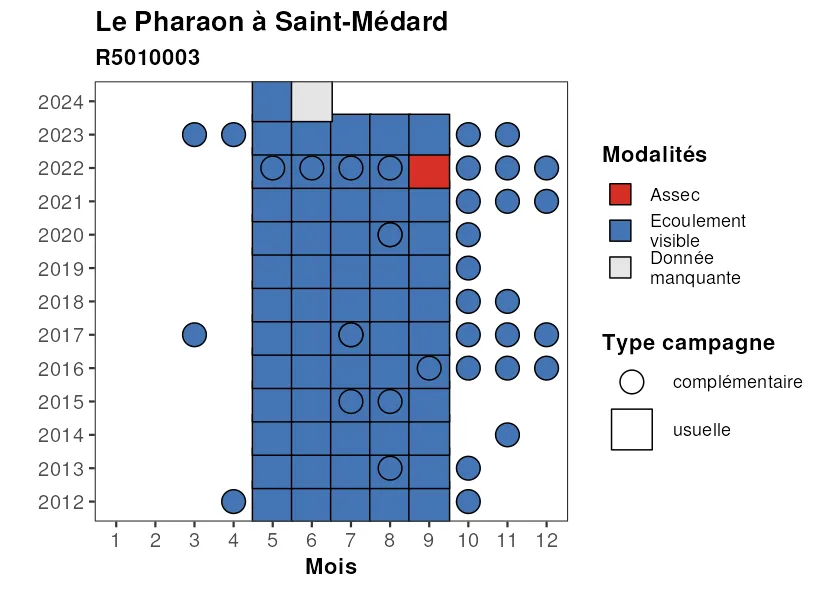 Le Pharaon à Saint-Médard
R5010003
2024
2023
2022
2021
2020
2019
2018
2017
2016
2015
2014
2013
2012
1 2 3 4 5 6 7 8 9 10 11 12
Mois
Modalités
Assec
Ecoulement
visible
Donnée
manquante
Type campagne
complémentaire
usuelle